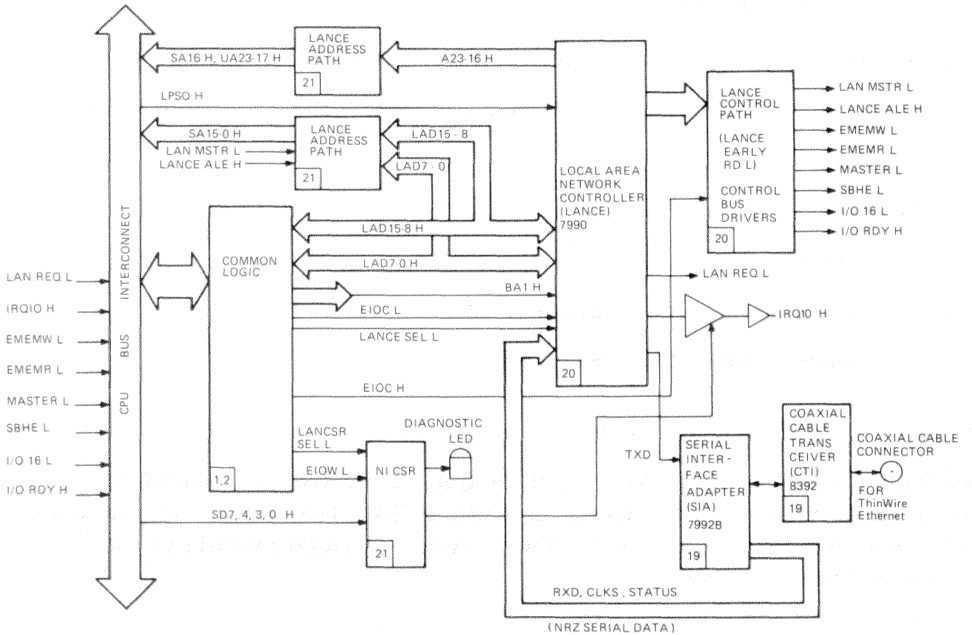 LANCE
ADDRESS
PATH
21
SA16 H, UA23-17 H
A23-16 H
LPSO H
SA15-0 H
LANCE
ADDRESS
PATH
21
LAD15 - 8
LAD7 - 0
LAN MSTR L
LANCE ALE H
LOCAL AREA
NETWORK
CONTROLLER
(LANCE)
7990
20
LANCE
CONTROL
PATH
(LANCE
EARLY
RD L)
CONTROL
BUS
DRIVERS
20
LAN MSTR L
LANCE ALE H
EMEMW L
EMEMR L
MASTER L
SBHE L
I/O 16 L
I/O RDY H
CPU BUS INTERCONNECT
LAN REQ L
IRQ10 H
EMEMW L
EMEMR L
MASTER L
SBHE L
I/O 16 L
I/O RDY H
COMMON
LOGIC
1,2
LAD15-8 H
LAD7 0 H
BA1 H
EIOC L
LANCE SEL L
EIOC H
LAN REQ L
IRQ10 H
LANCSR
SEL L
EIOW L
SD7, 4, 3, 0 H
NI CSR
21
DIAGNOSTIC
LED
TXD
SERIAL
INTER-
FACE
ADAPTER
(SIA)
7992B
19
COAXIAL
CABLE
TRANS
CEIVER
(CTI)
8392
19
COAXIAL CABLE
CONNECTOR
FOR
ThinWire
Ethernet
RXD, CLKS, STATUS
(NRZ SERIAL DATA)